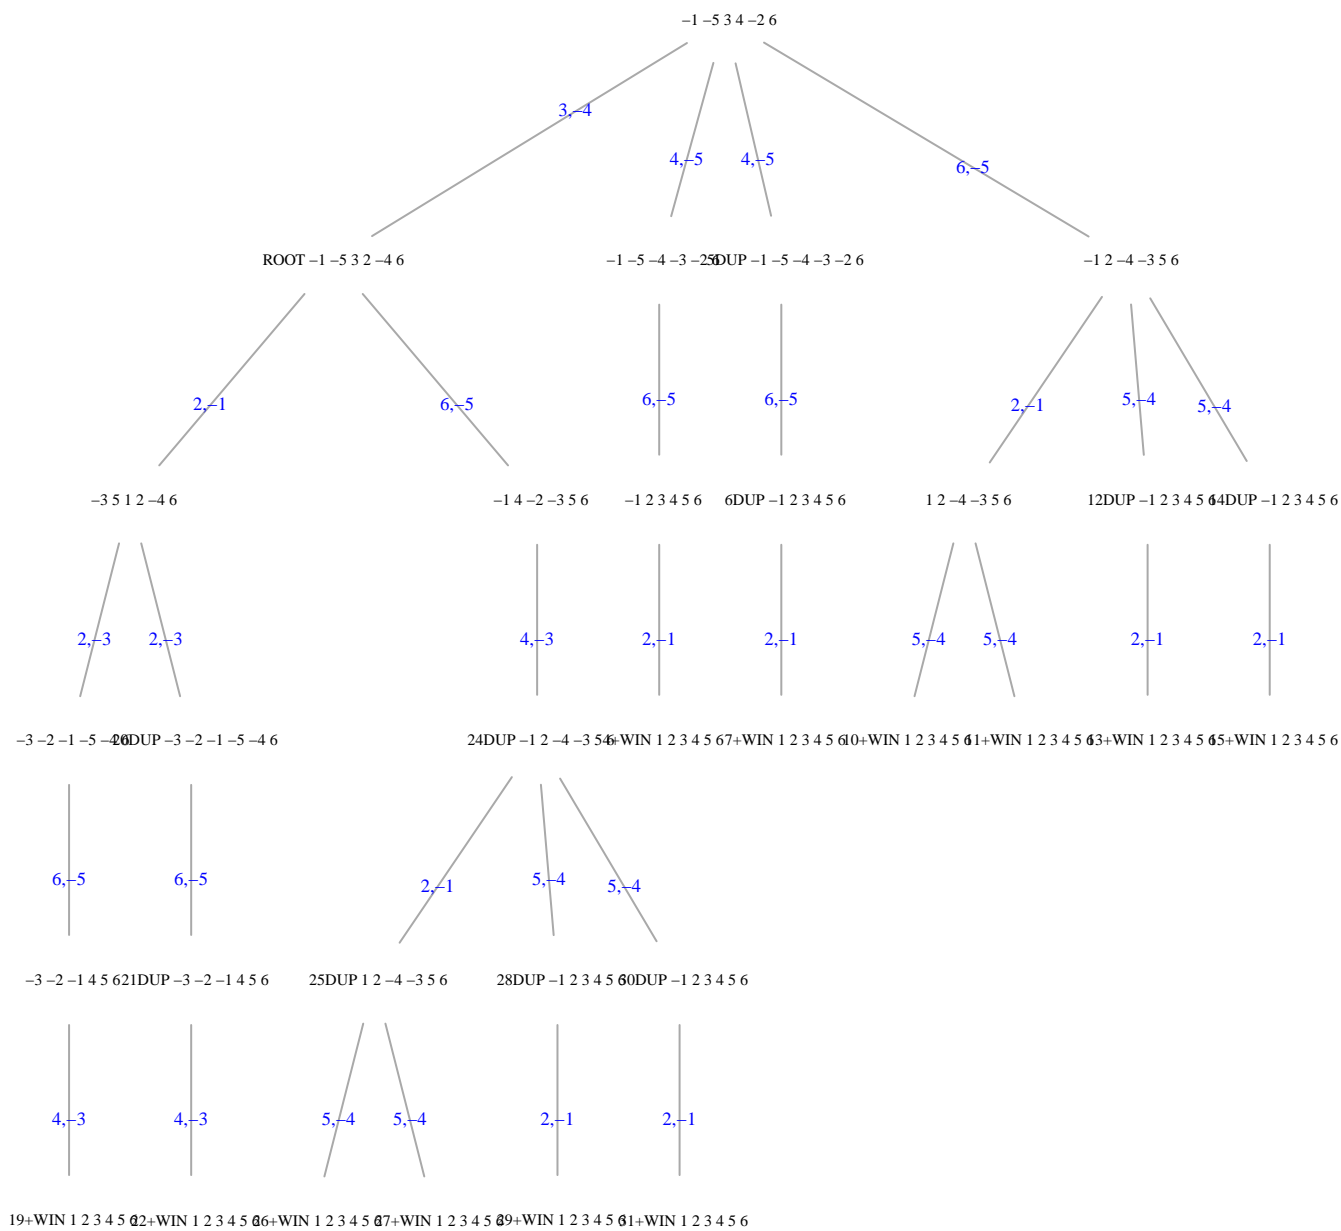 −1 −5 3 4 −2 6
3,−4
4,−5 4,−5
6,−5
ROOT −1 −5 3 2 −4 6 −1 −5 −4 −3 −2 6 5DUP −1 −5 −4 −3 −2 6 −1 2 −4 −3 5 6
2,−1 6,−5 6,−5 6,−5 2,−1 5,−4 5,−4
−3 5 1 2 −4 6 −1 4 −2 −3 5 6 −1 2 3 4 5 6 6DUP −1 2 3 4 5 6 1 2 −4 −3 5 6 12DUP −1 2 3 4 5 6 14DUP −1 2 3 4 5 6
2,−3 2,−3 4,−3 2,−1 2,−1 5,−4 5,−4 2,−1 2,−1
−3 −2 −1 −5 −4 6 20DUP −3 −2 −1 −5 −4 6 24DUP −1 2 −4 −3 5 6 4+WIN 1 2 3 4 5 6 7+WIN 1 2 3 4 5 6 10+WIN 1 2 3 4 5 6 11+WIN 1 2 3 4 5 6 13+WIN 1 2 3 4 5 6 15+WIN 1 2 3 4 5 6
6,−5 6,−5 2,−1 5,−4 5,−4
−3 −2 −1 4 5 6 21DUP −3 −2 −1 4 5 6 25DUP 1 2 −4 −3 5 6 28DUP −1 2 3 4 5 6 30DUP −1 2 3 4 5 6
4,−3 4,−3 5,−4 5,−4 2,−1 2,−1
19+WIN 1 2 3 4 5 6 22+WIN 1 2 3 4 5 6 26+WIN 1 2 3 4 5 6 27+WIN 1 2 3 4 5 6 29+WIN 1 2 3 4 5 6 31+WIN 1 2 3 4 5 6